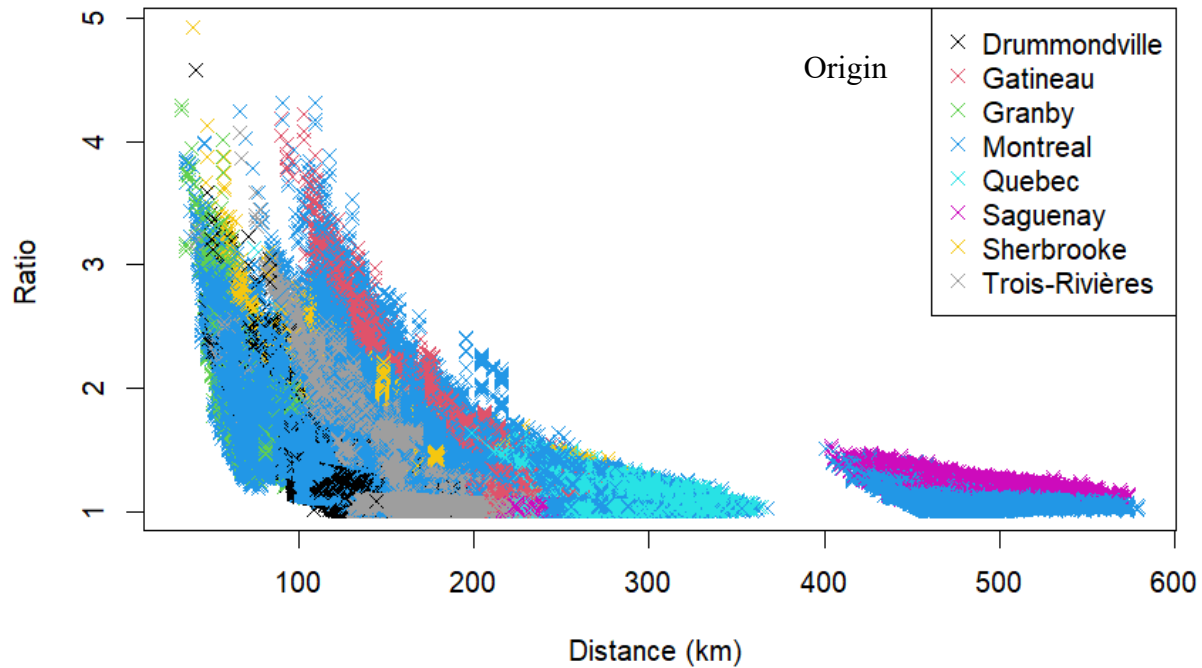 5
4
3
2
1
Ratio
Origin
Drummondville
Gatineau
Granby
Montreal
Quebec
Saguenay
Sherbrooke
Trois-Rivières
100 200 300 400 500 600
Distance (km)